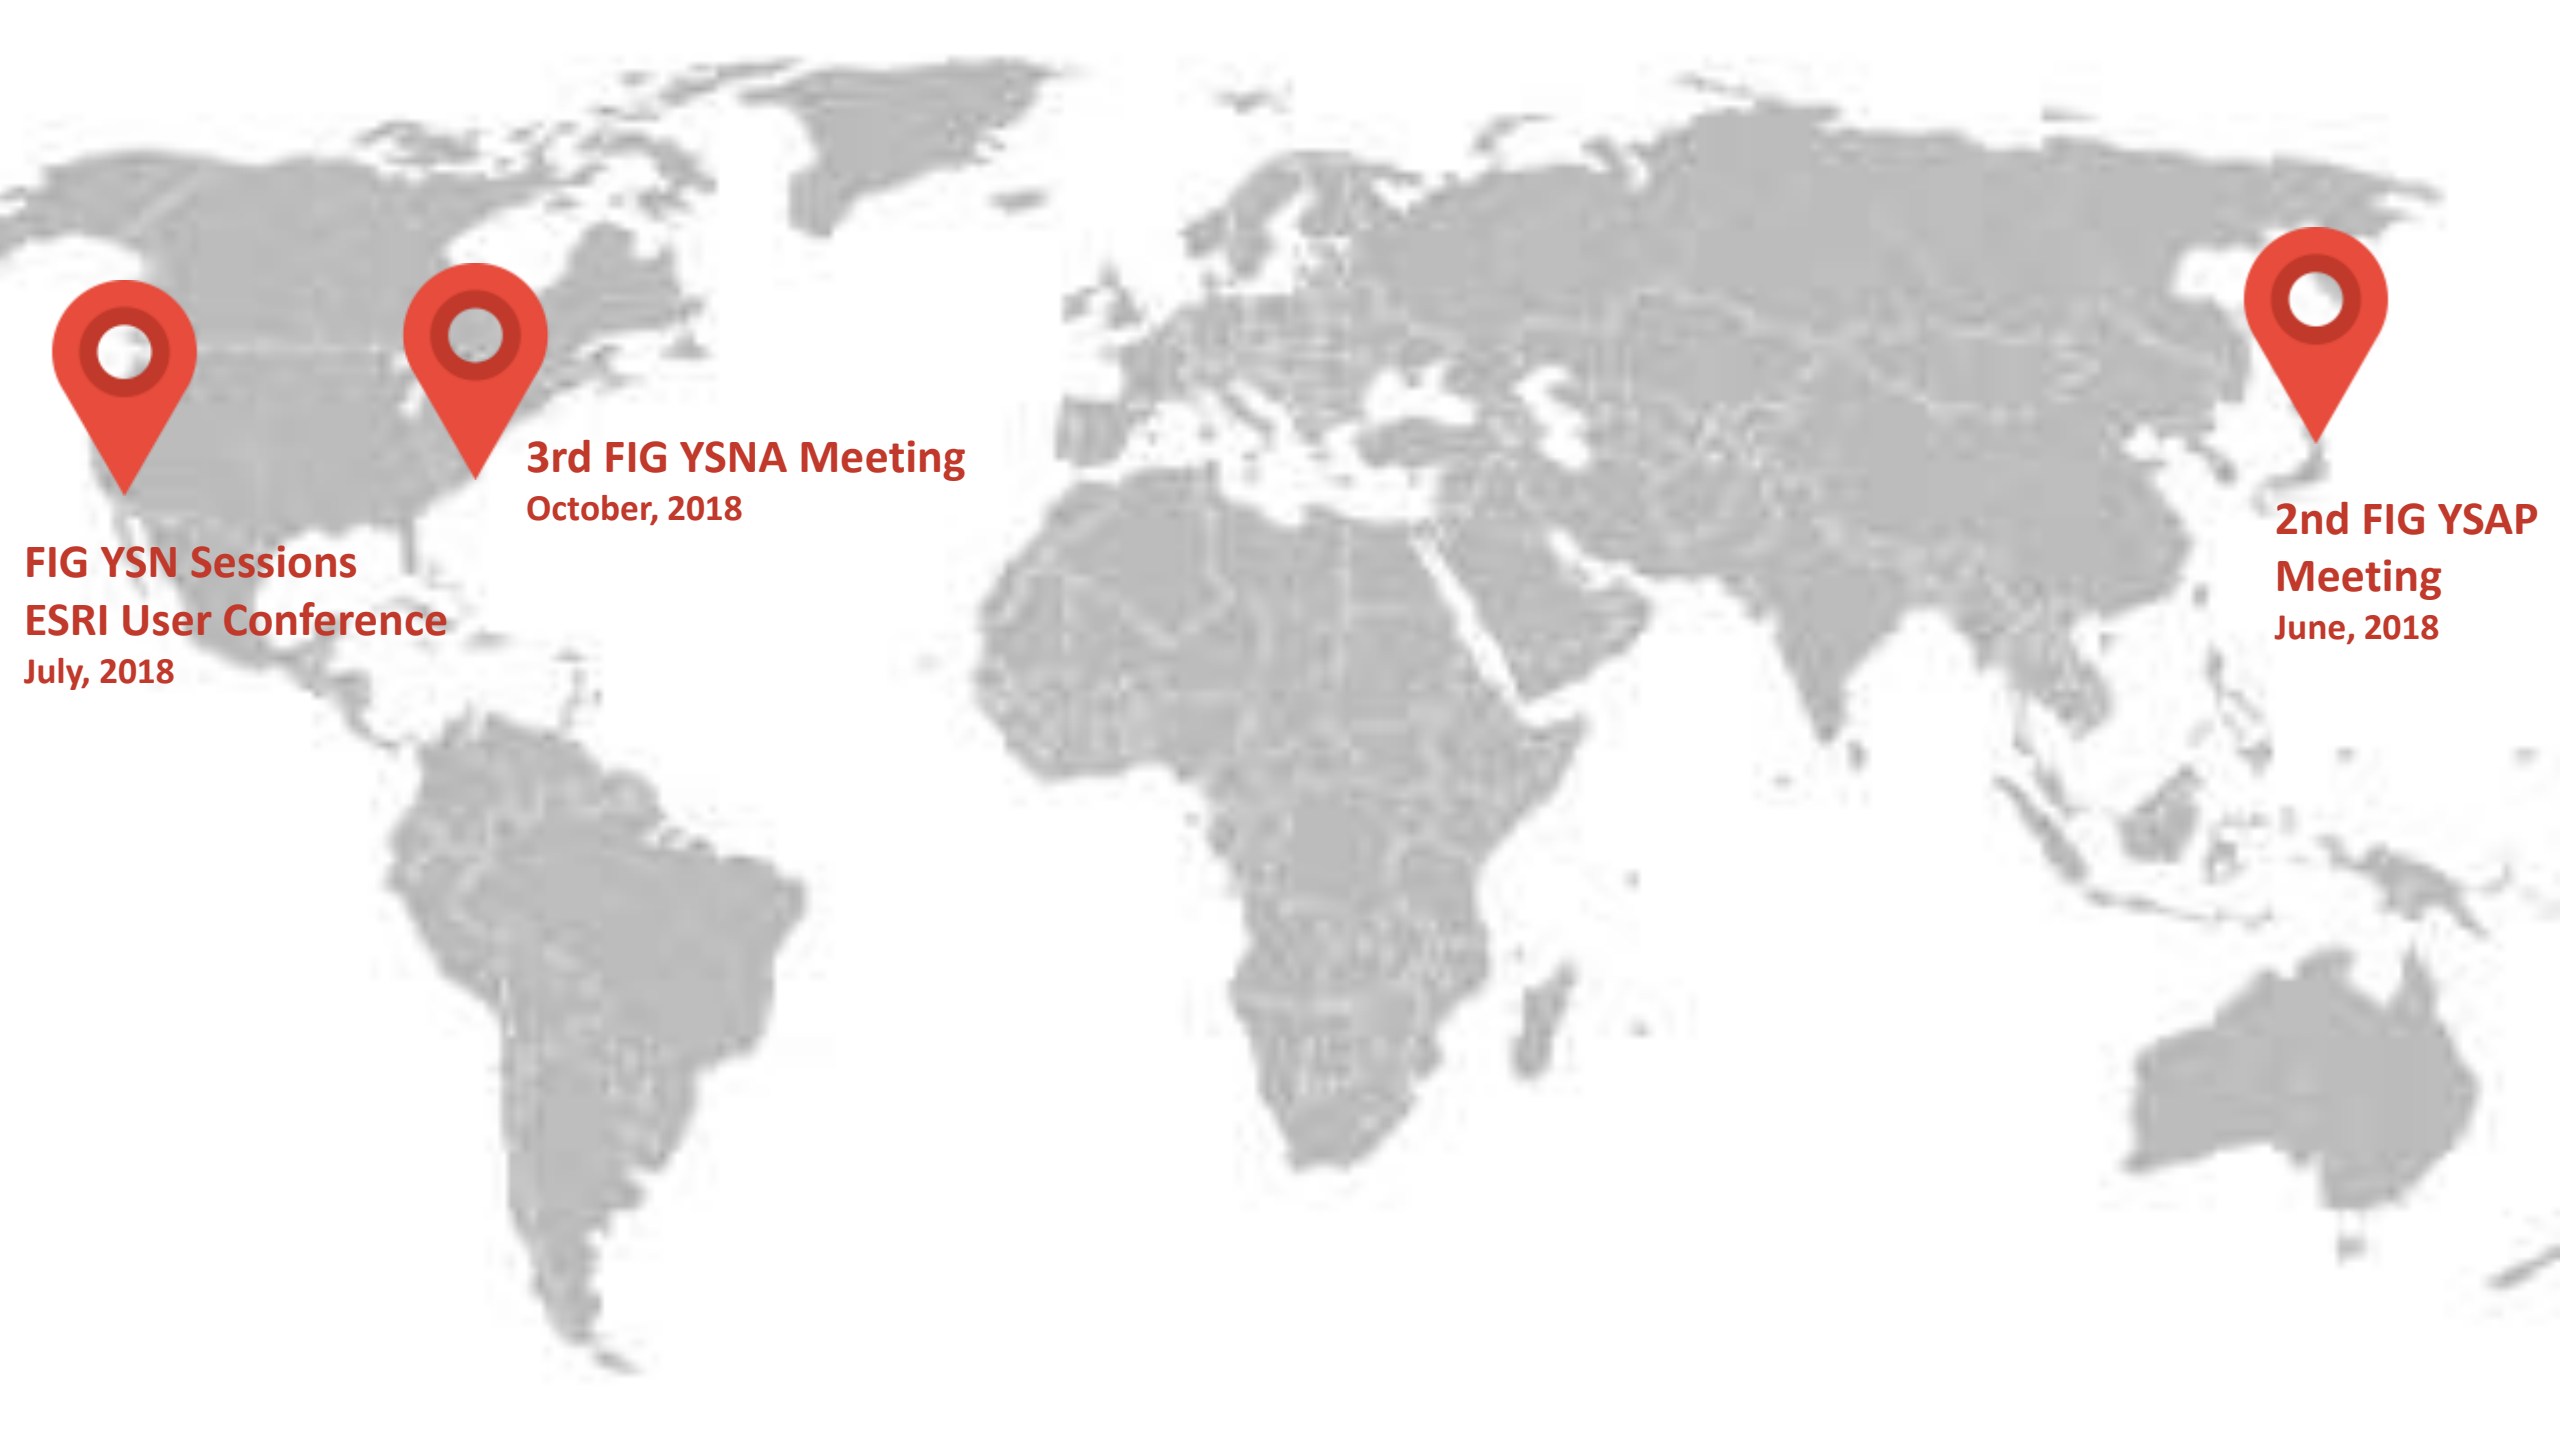 3rd FIG YSNA Meeting
October, 2018
FIG YSN Sessions
ESRI User Conference
July, 2018
2nd FIG YSAP
Meeting
June, 2018